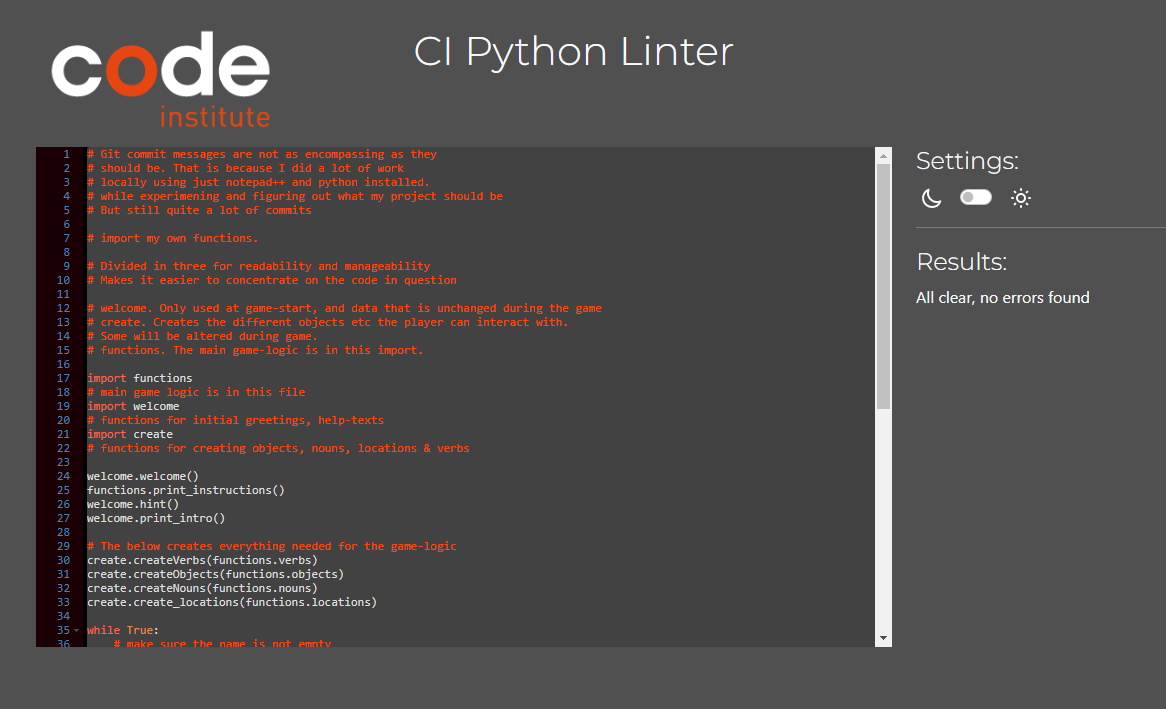 code
institute
CI Python Linter
1 # Git commit messages are not as encompassing as they
2 # should be. That is because I did a lot of work
3 # locally using just notepad++ and python installed.
4 # while experimening and figuring out what my project should be
5 # But still quite a lot of commits
6
7 # import my own functions.
8
9 # Divided in three for readability and manageability
10 # Makes it easier to concentrate on the code in question
11
12 # welcome. Only used at game-start, and data that is unchanged during the game
13 # create. Creates the different objects etc the player can interact with.
14 # Some will be altered during game.
15 # functions. The main game-logic is in this import.
16
17 import functions
18 # main game logic is in this file
19 import welcome
20 # functions for initial greetings, help-texts
21 import create
22 # functions for creating objects, nouns, locations & verbs
23
24 welcome.welcome()
25 functions.print_instructions()
26 welcome.hint()
27 welcome.print_intro()
28
29 # The below creates everything needed for the game-logic
30 create.createVerbs(functions.verbs)
31 create.createObjects(functions.objects)
32 create.createNouns(functions.nouns)
33 create.create_locations(functions.locations)
34
35 while True:
36 # make sure the name is not empty
Settings:
Results:
All clear, no errors found